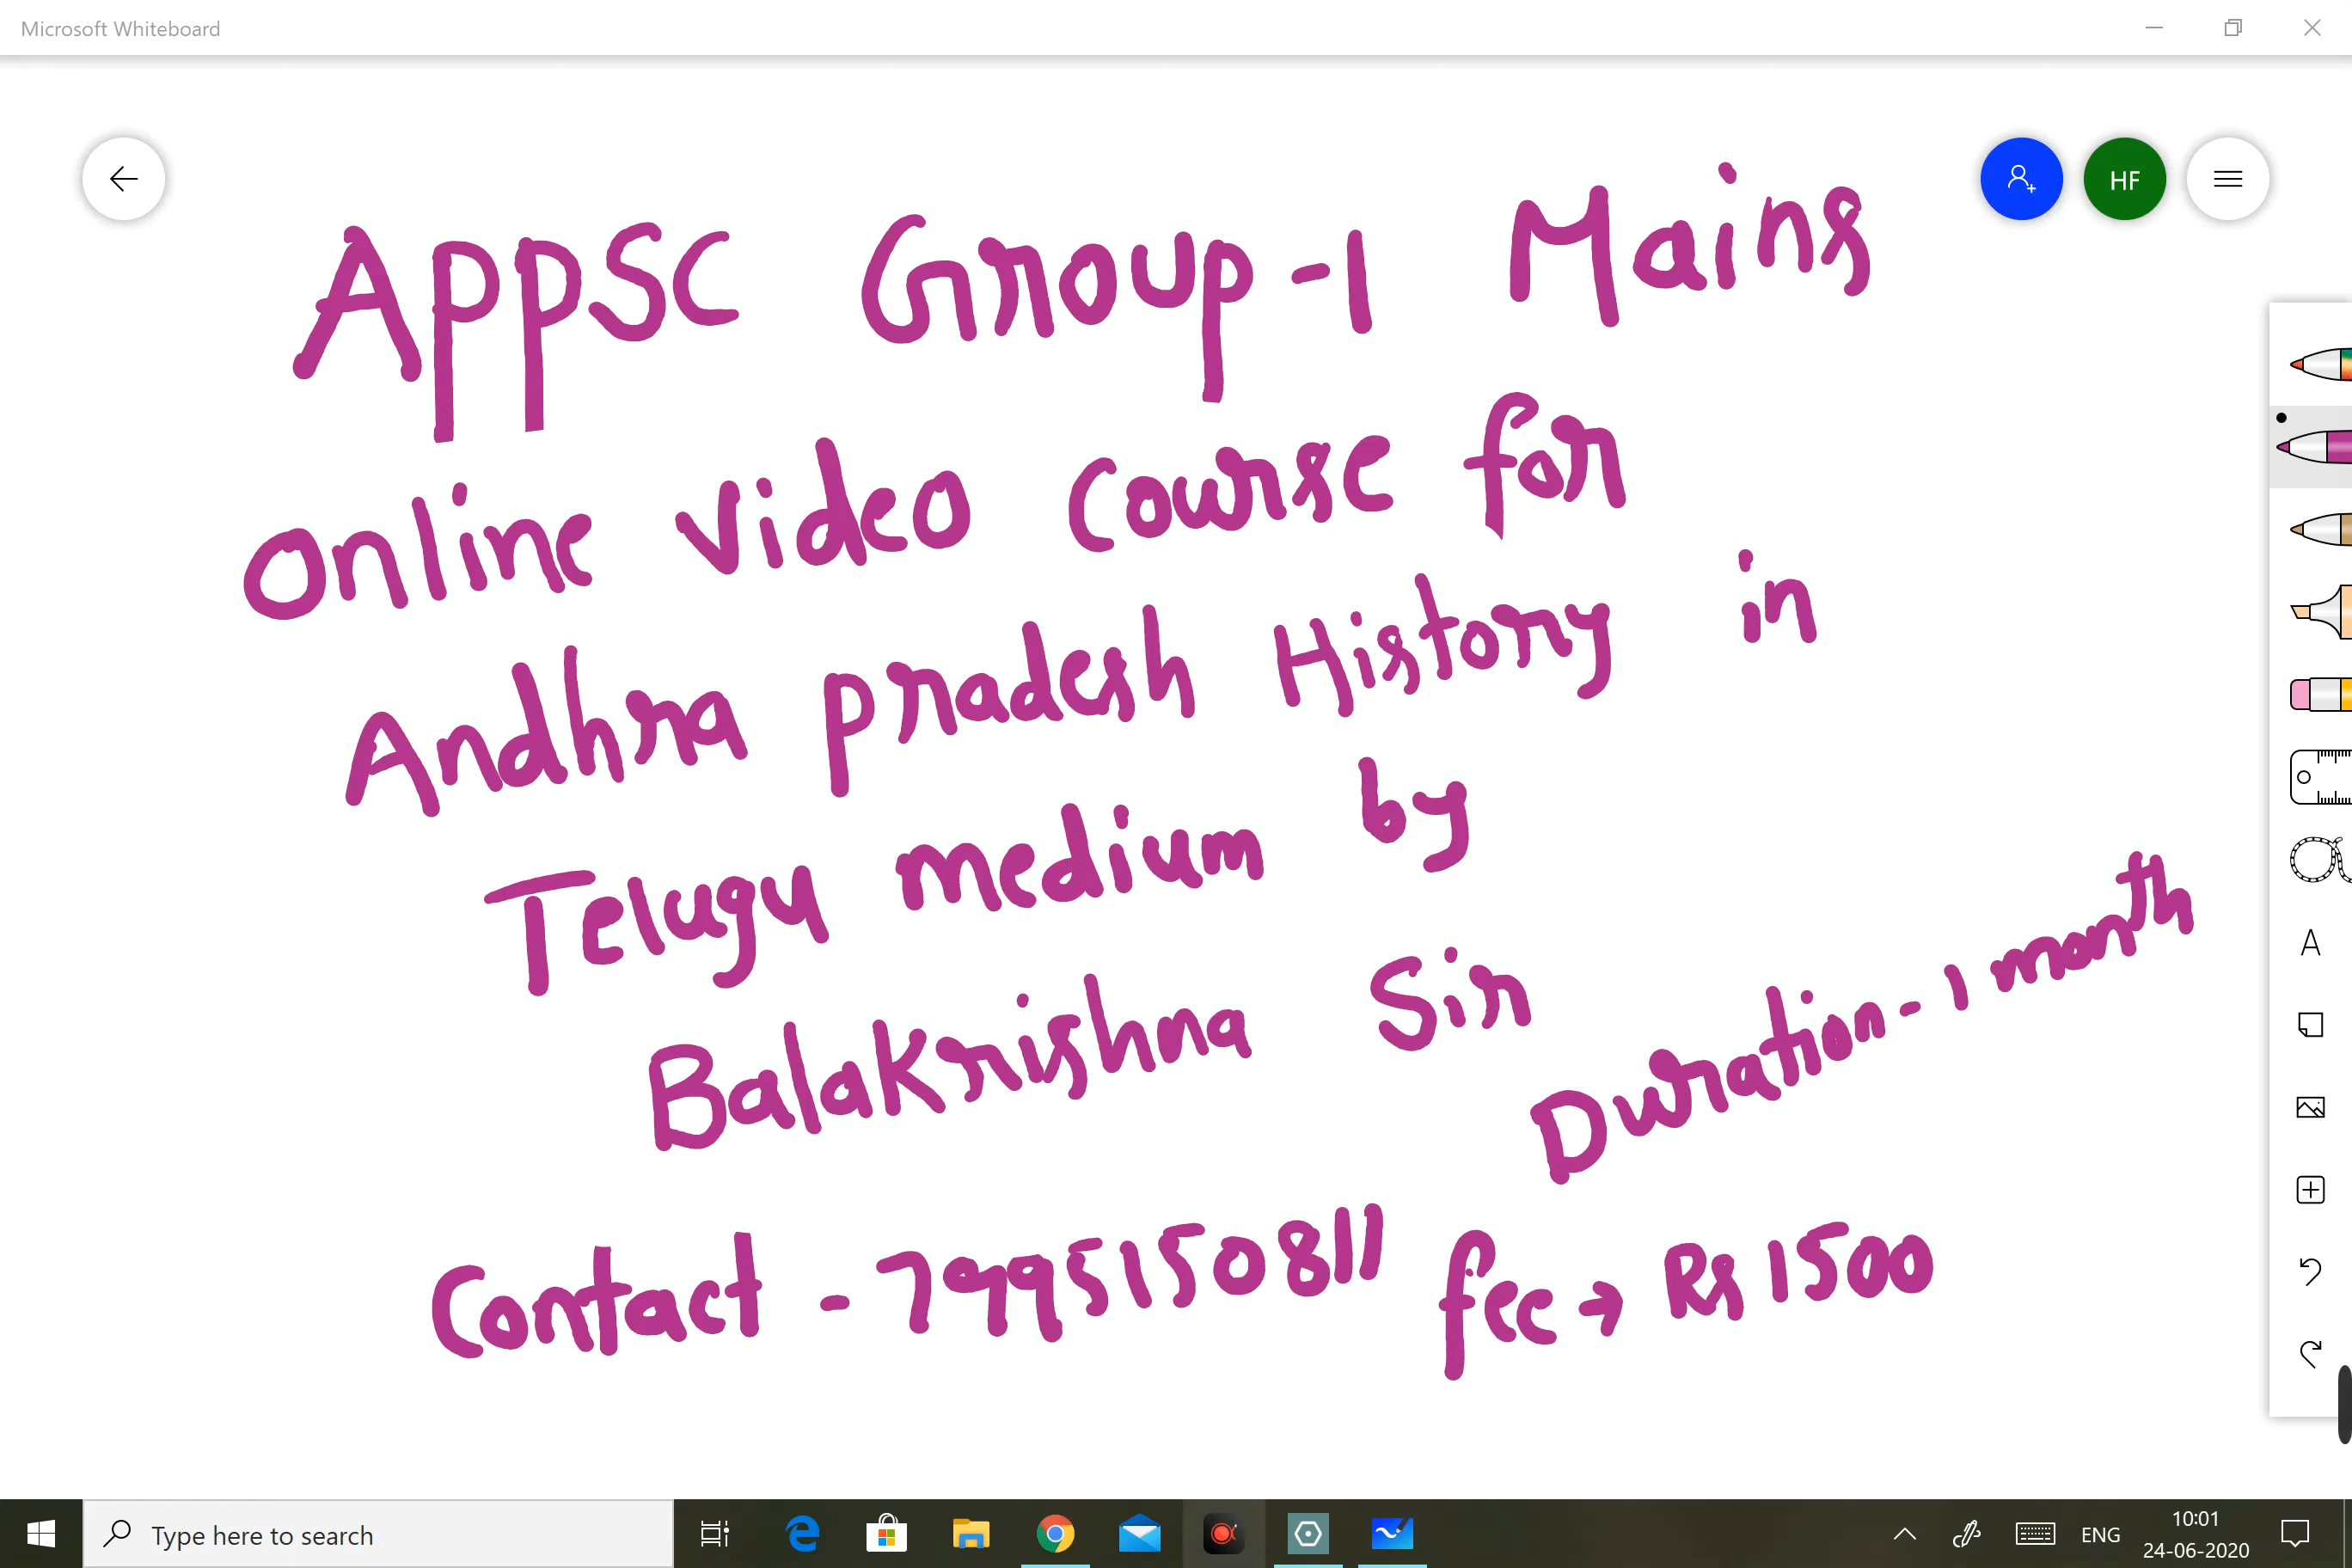 Microsoft Whiteboard
HF
APPSC Group-1 Mains
Online Video Course for
Andhra Pradesh History in
Telugu medium by
Balakrishna Sir
Duration - 1 month
Contact - 7995150811 fee → Rs 1500
A
Type here to search
ENG
10:01
24-06-2020